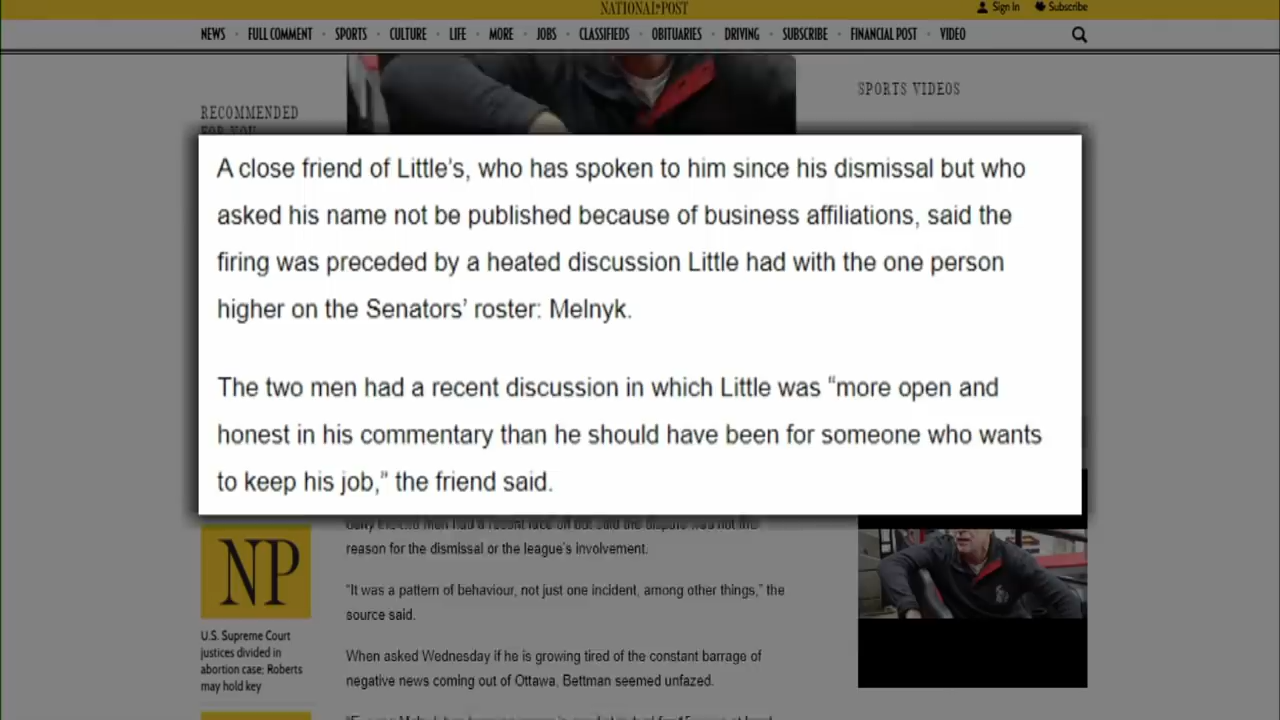 NATIONAL POST
Sign In
Subscribe
NEWS
FULL COMMENT
SPORTS
CULTURE
LIFE
MORE
JOBS
CLASSIFIEDS
OBITUARIES
DRIVING
SUBSCRIBE
FINANCIAL POST
VIDEO
RECOMMENDED
FOR YOU
SPORTS VIDEOS
A close friend of Little's, who has spoken to him since his dismissal but who
asked his name not be published because of business affiliations, said the
firing was preceded by a heated discussion Little had with the one person
higher on the Senators' roster: Melnyk.
The two men had a recent discussion in which Little was “more open and
honest in his commentary than he should have been for someone who wants
to keep his job,” the friend said.
reason for the dismissal or the league's involvement.
“It was a pattern of behaviour, not just one incident, among other things,” the
source said.
When asked Wednesday if he is growing tired of the constant barrage of
negative news coming out of Ottawa, Bettman seemed unfazed.
NP
U.S. Supreme Court
justices divided in
abortion case; Roberts
may hold key